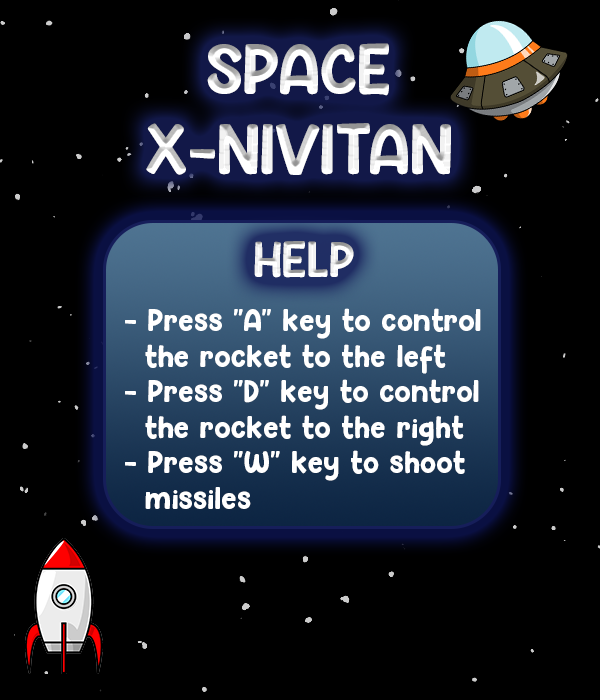 SPACE
X-NIVITAN
HELP
- Press "A" key to control
the rocket to the left
- Press "D" key to control
the rocket to the right
- Press "W" key to shoot
missiles